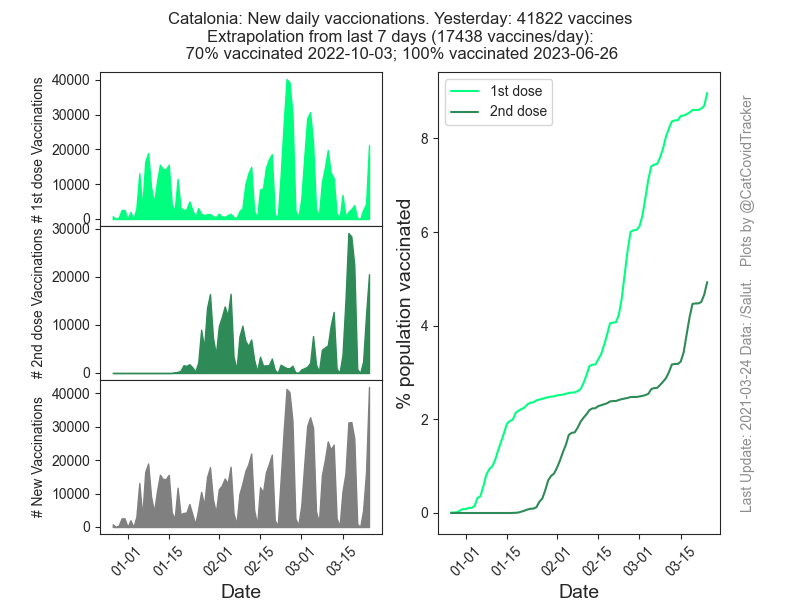 Catalonia: New daily vaccionations. Yesterday: 41822 vaccines
Extrapolation from last 7 days (17438 vaccines/day):
70% vaccinated 2022-10-03; 100% vaccinated 2023-06-26
# 1st dose Vaccinations
40000
30000
20000
10000
0
# 2nd dose Vaccinations
30000
20000
10000
0
# New Vaccinations
40000
30000
20000
10000
0
01-01
01-15
02-01
02-15
03-01
03-15
Date
1st dose
2nd dose
% population vaccinated
8
6
4
2
0
01-01
01-15
02-01
02-15
03-01
03-15
Date
Last Update: 2021-03-24 Data: /Salut. Plots by @CatCovidTracker